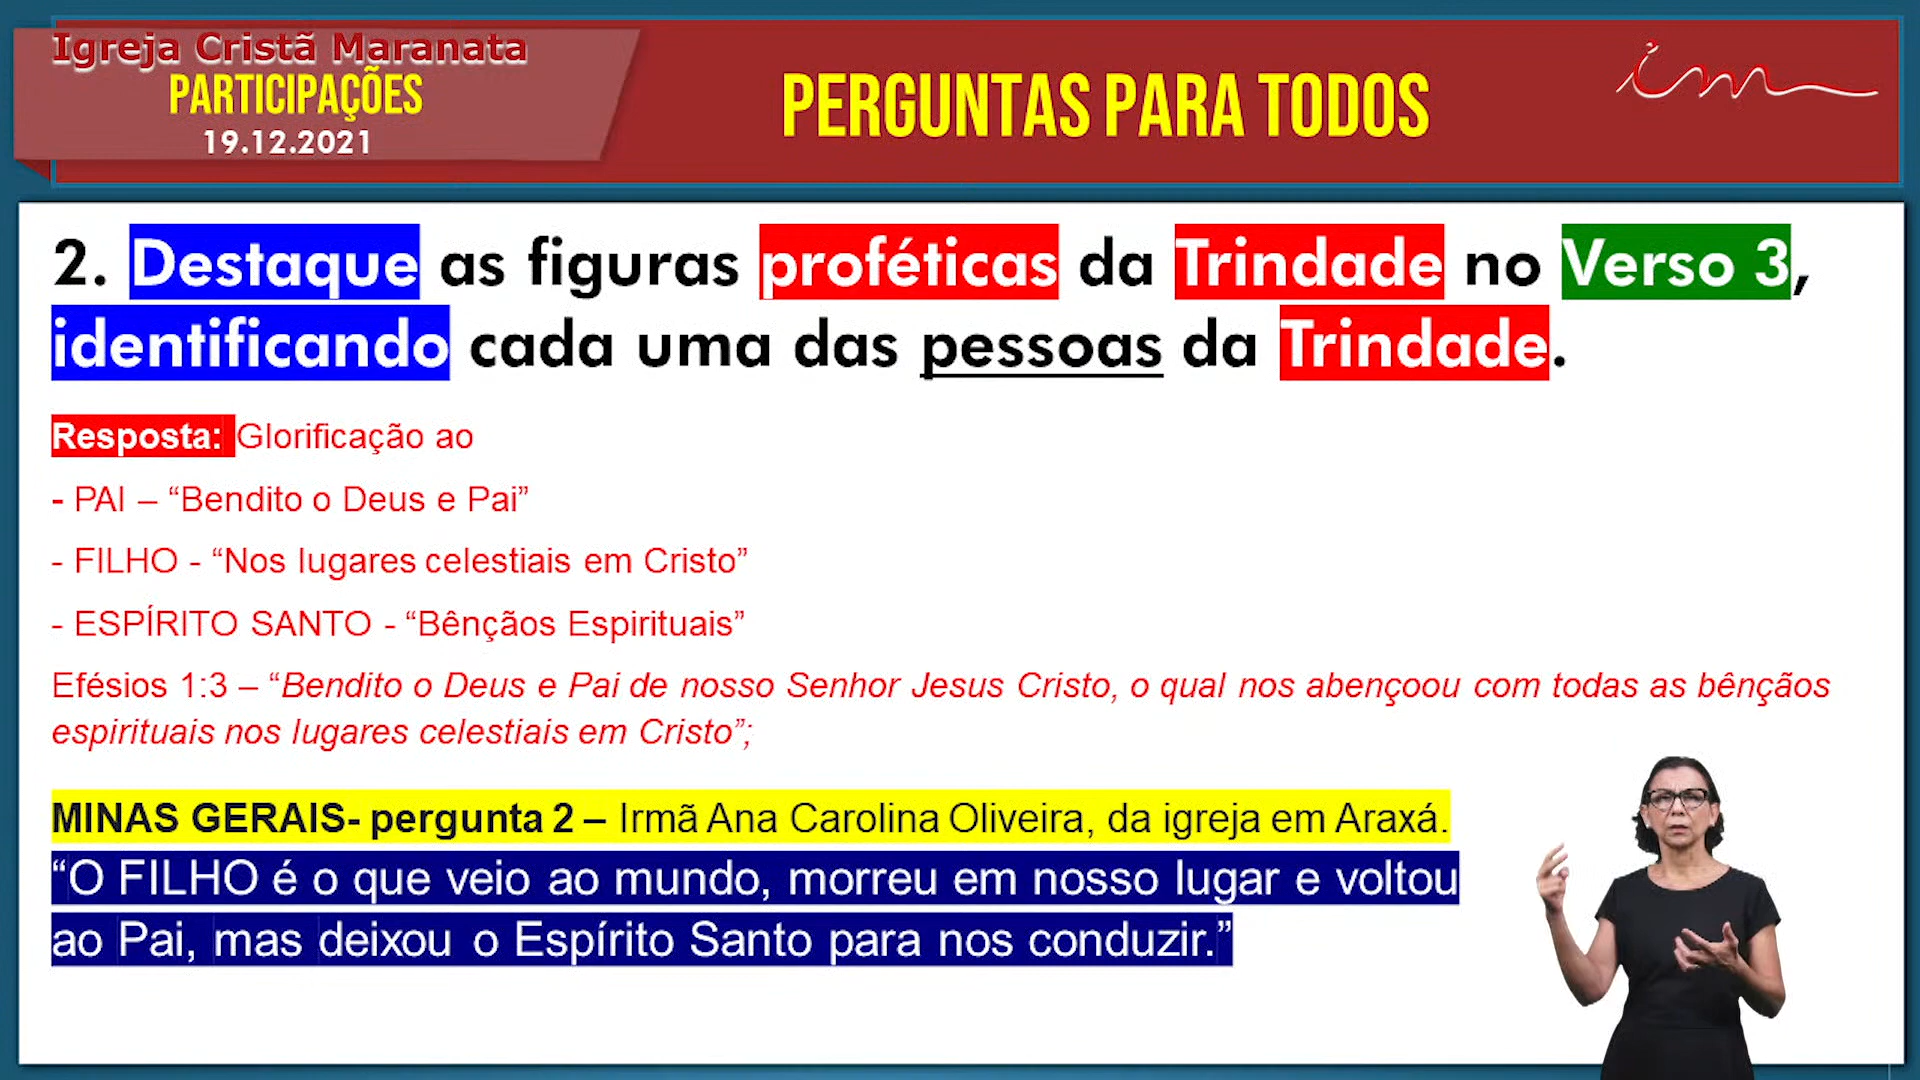 Igreja Cristã Maranata
PARTICIPAÇÕES
19.12.2021
PERGUNTAS PARA TODOS
im
2. Destaque as figuras proféticas da Trindade no Verso 3,
identificando cada uma das pessoas da Trindade.
Resposta: Glorificação ao
- PAI – “Bendito o Deus e Pai”
- FILHO - “Nos lugares celestiais em Cristo”
- ESPÍRITO SANTO - “Bênçãos Espirituais”
Efésios 1:3 – “Bendito o Deus e Pai de nosso Senhor Jesus Cristo, o qual nos abençoou com todas as bênçãos
espirituais nos lugares celestiais em Cristo”;
MINAS GERAIS- pergunta 2 – Irmã Ana Carolina Oliveira, da igreja em Araxá.
“O FILHO é o que veio ao mundo, morreu em nosso lugar e voltou
ao Pai, mas deixou o Espírito Santo para nos conduzir.”